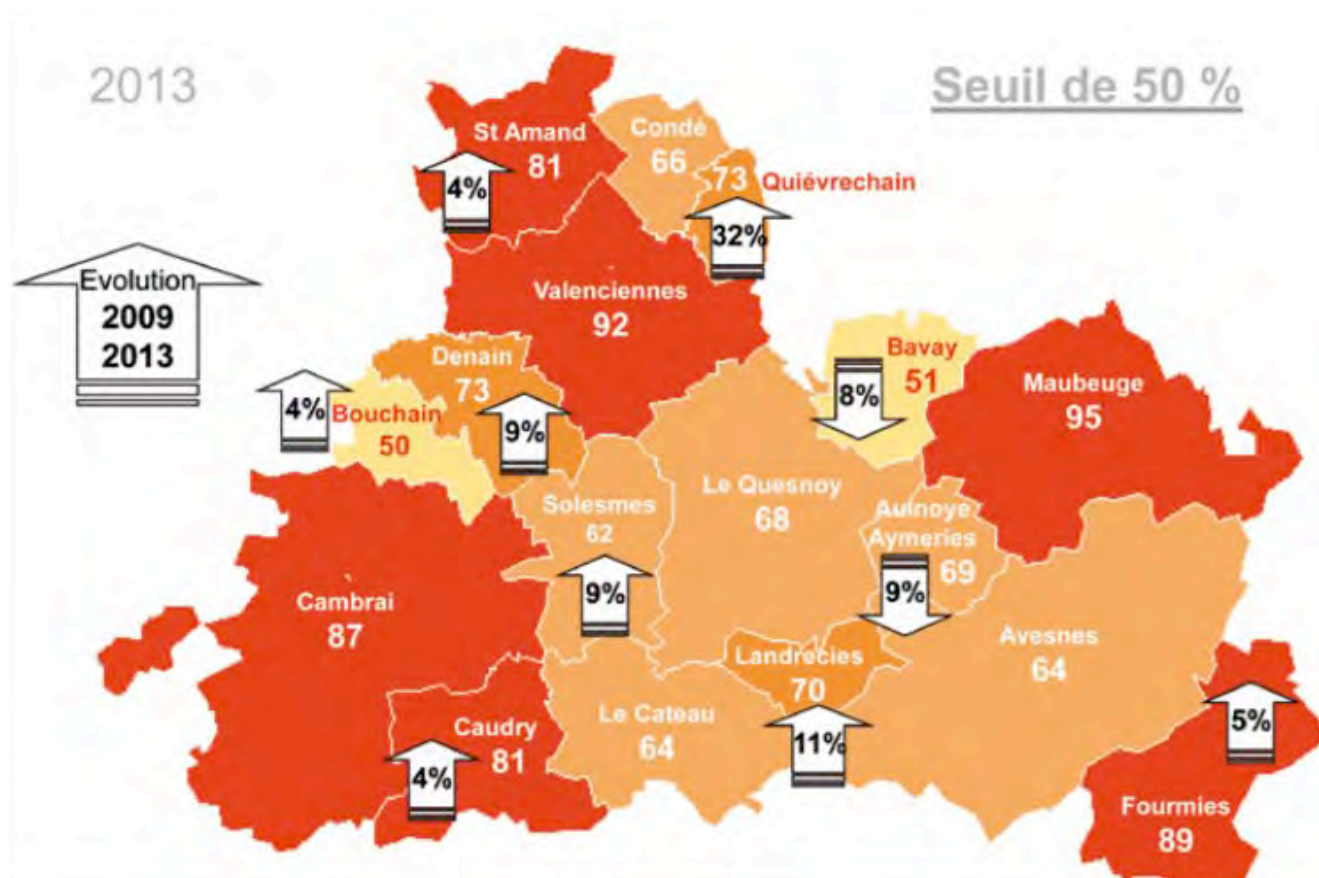 2013
Seuil de 50 %
St Amand
81
4%
Condé
66
73
Quiévrechain
32%
Evolution
2009
2013
Valenciennes
92
Denain
73
9%
4%
Bouchain
50
Bavay
51
8%
Maubeuge
95
Solesmes
62
9%
Le Quesnoy
68
Aulnoye
Aymeries
69
9%
Cambrai
87
Avesnes
64
Landrecies
70
11%
Caudry
81
4%
Le Cateau
64
5%
Fourmies
89